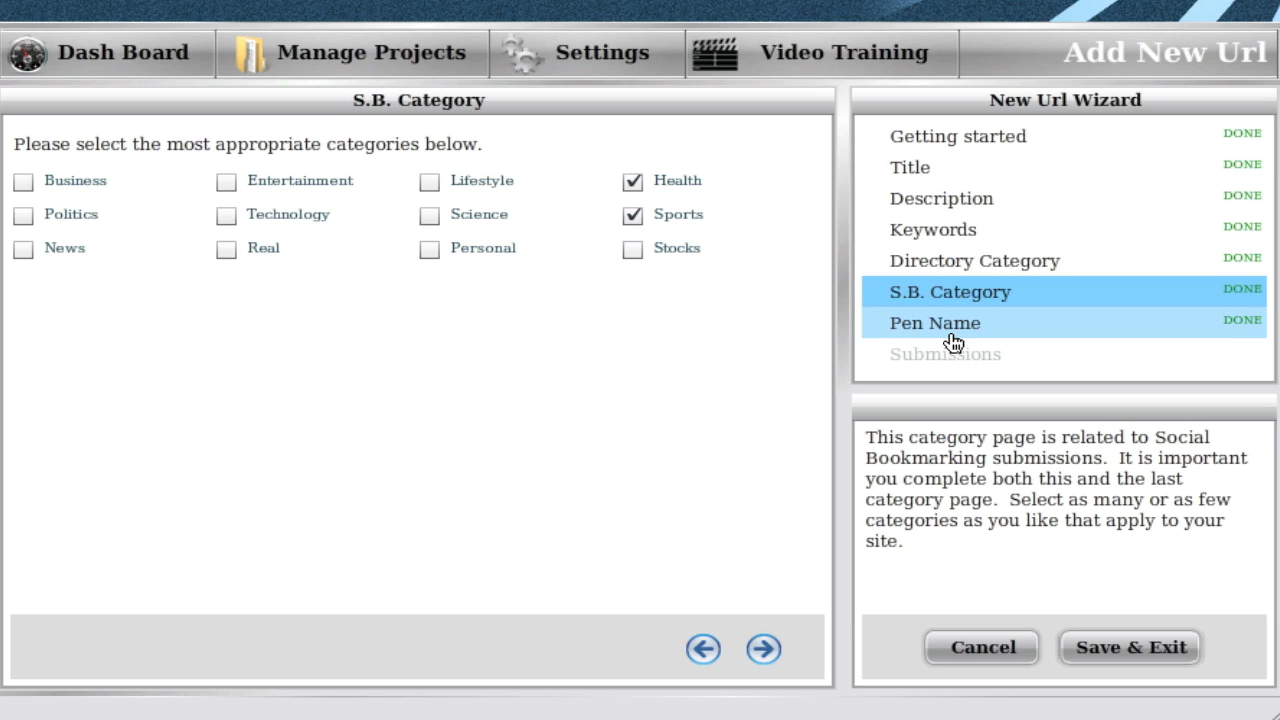 Dash Board
Manage Projects
Settings
Video Training
Add New Url
S.B. Category
Please select the most appropriate categories below.
Business
Entertainment
Lifestyle
Health
Politics
Technology
Science
Sports
News
Real
Personal
Stocks
New Url Wizard
Getting started DONE
Title DONE
Description DONE
Keywords DONE
Directory Category DONE
S.B. Category DONE
Pen Name DONE
Submissions
This category page is related to Social
Bookmarking submissions. It is important
you complete both this and the last
category page. Select as many or as few
categories as you like that apply to your
site.
Cancel
Save & Exit